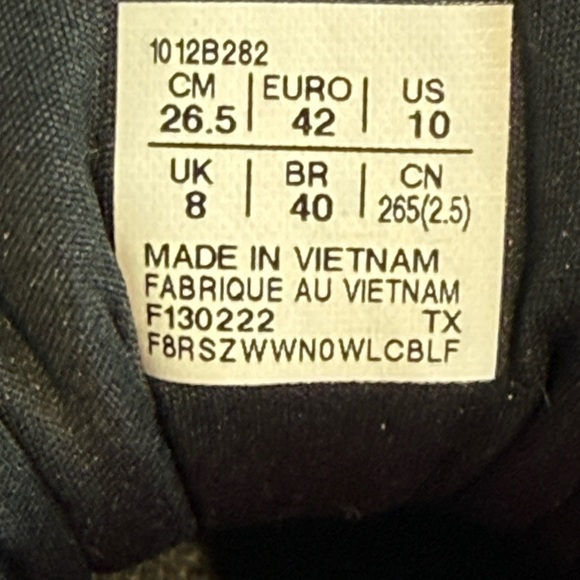 1012B282
CM | EURO | US
26.5 | 42 | 10
UK | BR | CN
8 | 40 | 265(2.5)
MADE IN VIETNAM
FABRIQUE AU VIETNAM
F130222 TX
F8RSZWWN0WLCBLF